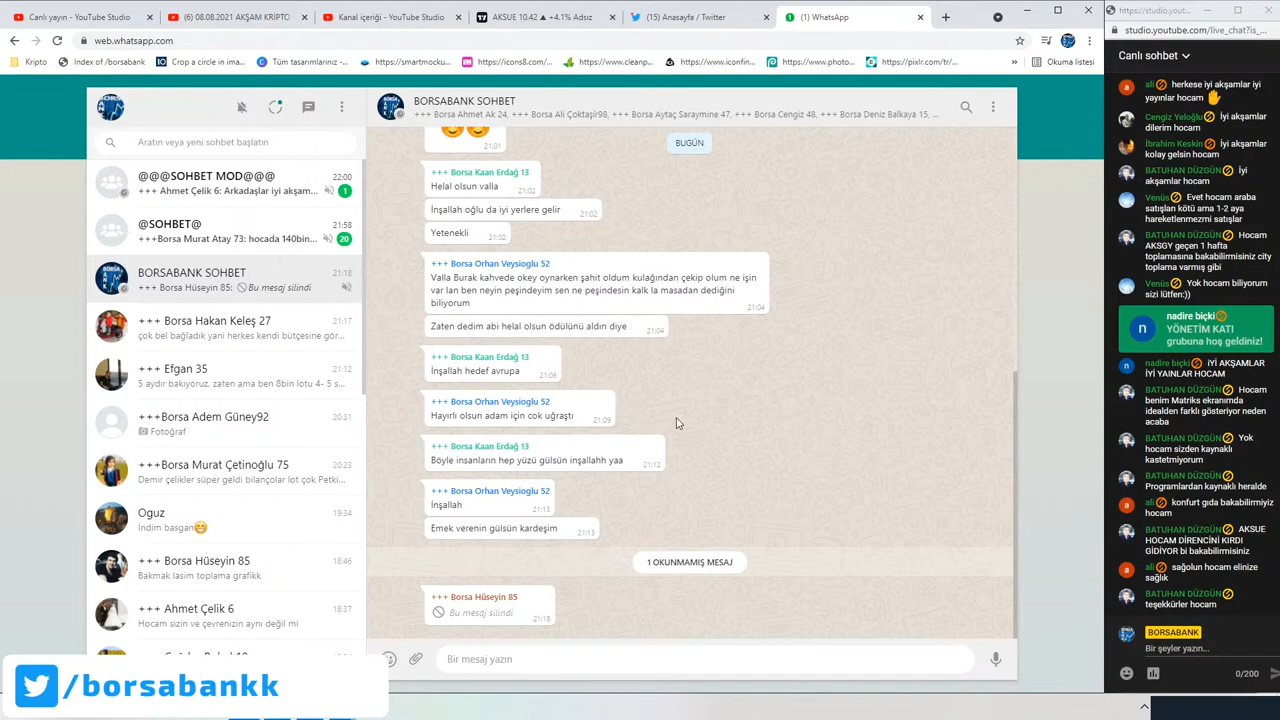 Canlı yayın - YouTube Studio
(6) 08.08.2021 AKŞAM KRİPTO
Kanal içeriği - YouTube Studio
AKSUE 10.42 ▲ +4.1% Adsız
(15) Anasayfa / Twitter
WhatsApp
web.whatsapp.com
Kripto
Index of /borsabank
Crop a circle in ima...
Tüm tasarımlarınız -...
https://smartmocku...
https://icons8.com/...
https://www.cleanp...
https://www.iconfin...
https://www.photo...
https://pixlr.com/tr/...
»
Okuma listesi
Aratın veya yeni sohbet başlatın
@@@SOHBET MOD@@@ 22:00
+++ Ahmet Çelik 6: Arkadaşlar iyi akşam... 1
@SOHBET@ 21:58
+++Borsa Murat Atay 73: hocada 140bin... 20
BORSABANK SOHBET 21:18
+++ Borsa Hüseyin 85: Bu mesaj silindi
+++ Borsa Hakan Keleş 27 21:17
çok bel bağladık yani herkes kendi bütçesine gör...
+++ Efgan 35 20:55
5 aydır bakıyoruz, zaten ama ben 8bin lotu 4- 5 s...
+++Borsa Adem Güney92 20:31
Fotoğraf
+++Borsa Murat Çetinoğlu 75 20:28
Demir çelikler süper geldi bilançolar lot çok Petki...
Oguz 19:34
İndim basgan
+++ Borsa Hüseyin 85 18:46
Bakmak lasim toplama grafikk
+++ Ahmet Çelik 6 18:37
Hocam sizin ve çevrenizin aynı değil mi
/borsabankk
BORSABANK SOHBET
+++ Borsa Ahmet Ak 24, +++ Borsa Ali Çoktaşlır98, +++ Borsa Aytaç Saraymine 47, +++ Borsa Cengiz 48, +++ Borsa Deniz Balkaya 15, ...
21:01
BUGÜN
+++ Borsa Kaan Erdağ 13
Helal olsun valla 21:02
İnşallah oğlu da iyi yerlere gelir 21:02
Yetenekli 21:02
+++ Borsa Orhan Veysioglu 52
Valla Burak kahvede okey oynarken şahit oldum kulağından çekip olum ne işin
var lan ben neyin peşindeyim sen ne peşindesin kalk la masadan dediğini
biliyorum 21:04
Zaten dedim abi helal olsun ödülünü aldın diye 21:04
+++ Borsa Kaan Erdağ 13
İnşallah hedef avrupa 21:06
+++ Borsa Orhan Veysioglu 52
Hayırlı olsun adam için cok uğraştı 21:09
+++ Borsa Kaan Erdağ 13
Böyle insanların hep yüzü gülsün inşallahh yaa 21:12
+++ Borsa Orhan Veysioglu 52
İnşallah 21:13
Emek verenin gülsün kardeşim 21:13
1 OKUNMAMIŞ MESAJ
+++ Borsa Hüseyin 85
Bu mesaj silindi 21:18
Bir mesaj yazın
https://studio.yout...
studio.youtube.com/live_chat?is_...
Canlı sohbet
ali herkese iyi akşamlar iyi
yayınlar hocam
Cengiz Yeloğlu İyi akşamlar
dilerim hocam
İbrahim Keskin İyi akşamlar
kolay gelsin hocam
BATUHAN DÜZGÜN İyi
akşamlar hocam
Venüs Evet hocam araba
satışları kötü ama 1-2 aya
hareketlenmezmi satışlar
BATUHAN DÜZGÜN Hocam
AKSGY geçen 1 hafta
toplamasına bakabilirmisiniz city
toplama varmış gibi
Venüs Yok hocam biliyorum
sizi lütfen:))
nadire biçki
YÖNETİM KATI
grubuna hoş geldiniz!
nadire biçki İYİ AKŞAMLAR
İYİ YAINLAR HOCAM
BATUHAN DÜZGÜN Hocam
benim Matriks ekranımda
idealden farklı gösteriyor neden
acaba
BATUHAN DÜZGÜN Yok
hocam sizden kaynaklı
kastetmiyorum
BATUHAN DÜZGÜN
Programlardan kaynaklı heralde
ali konfurt gıda bakabilirmiyiz
hocam
BATUHAN DÜZGÜN AKSUE
HOCAM DİRENCİNİ KIRDI
GİDİYOR bi bakabilirmisiniz
ali sağolun hocam elinize
sağlık
BATUHAN DÜZGÜN
teşekkürler hocam
BORSABANK
Bir şeyler yazın...
0/200